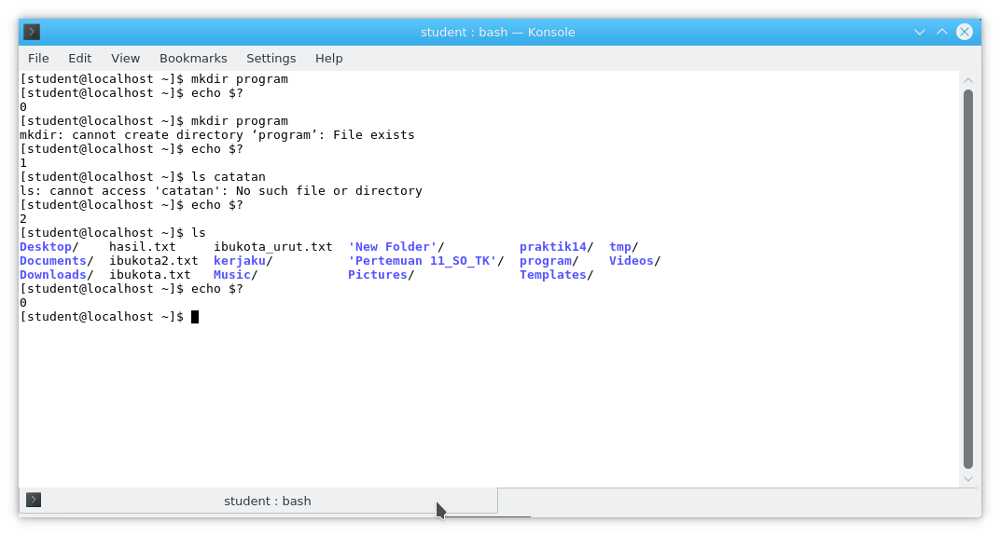 student : bash — Konsole
File Edit View Bookmarks Settings Help
[student@localhost ~]$ mkdir program
[student@localhost ~]$ echo $?
0
[student@localhost ~]$ mkdir program
mkdir: cannot create directory ‘program’: File exists
[student@localhost ~]$ echo $?
1
[student@localhost ~]$ ls catatan
ls: cannot access 'catatan': No such file or directory
[student@localhost ~]$ echo $?
2
[student@localhost ~]$ ls
Desktop/    hasil.txt     ibukota_urut.txt  'New Folder'/          praktik14/  tmp/
Documents/  ibukota2.txt  kerjaku/          'Pertemuan 11_SO_TK'/  program/    Videos/
Downloads/  ibukota.txt   Music/            Pictures/              Templates/
[student@localhost ~]$ echo $?
0
[student@localhost ~]$
student : bash